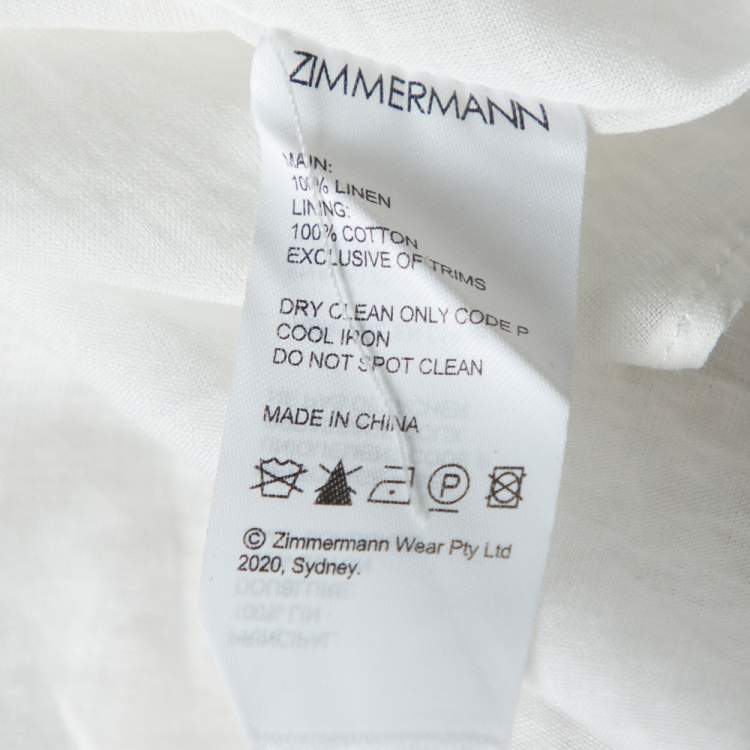 ZIMMERMANN
MAIN:
100% LINEN
LINING:
100% COTTON
EXCLUSIVE OF TRIMS
DRY CLEAN ONLY CODE P
COOL IRON
DO NOT SPOT CLEAN
MADE IN CHINA
P
© Zimmermann Wear Pty Ltd
2020, Sydney.